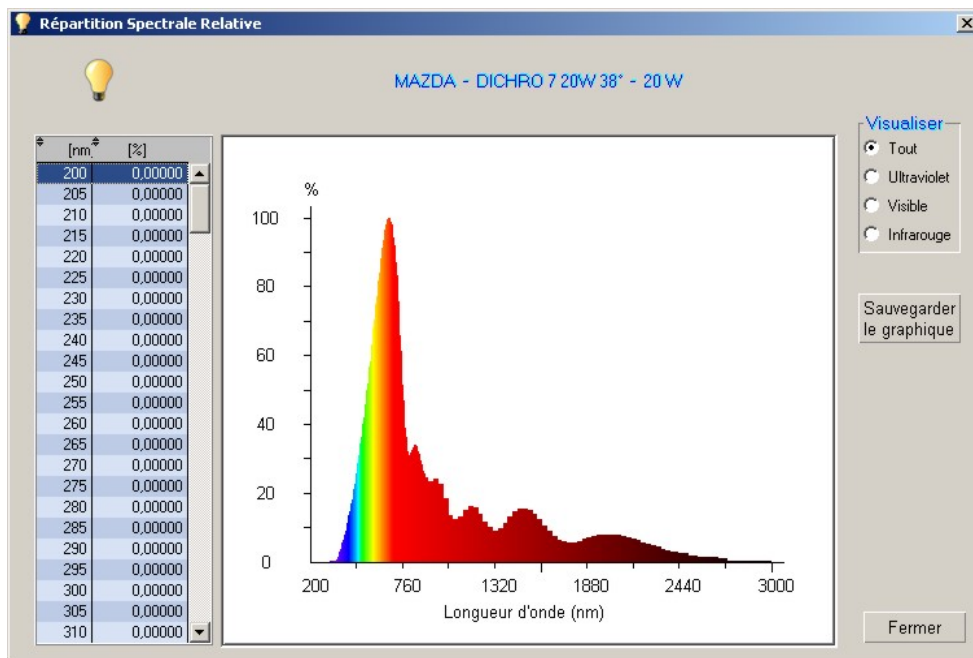 Répartition Spectrale Relative
MAZDA - DICHRO 7 20W 38° - 20 W
[nm] [%]
200 0,00000
205 0,00000
210 0,00000
215 0,00000
220 0,00000
225 0,00000
230 0,00000
235 0,00000
240 0,00000
245 0,00000
250 0,00000
255 0,00000
260 0,00000
265 0,00000
270 0,00000
275 0,00000
280 0,00000
285 0,00000
290 0,00000
295 0,00000
300 0,00000
305 0,00000
310 0,00000
%
100
80
60
40
20
0
200 760 1320 1880 2440 3000
Longueur d'onde (nm)
Visualiser
Tout
Ultraviolet
Visible
Infrarouge
Sauvegarder
le graphique
Fermer